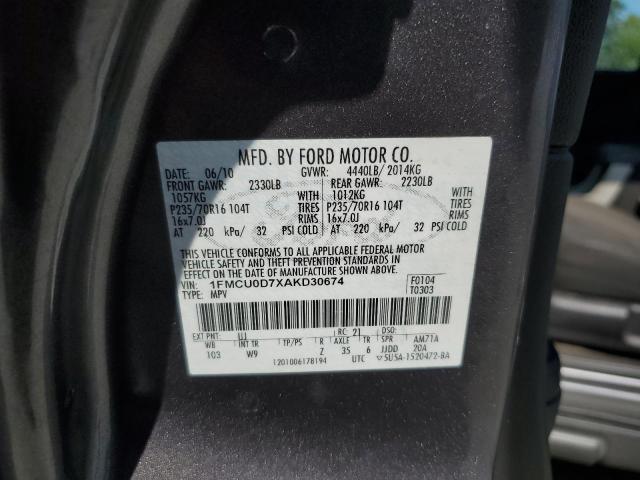 MFD. BY FORD MOTOR CO.
DATE: 06/10 GVWR: 4440LB/ 2014KG
FRONT GAWR: 2330LB REAR GAWR: 2230LB
1057KG WITH 1012KG WITH
P235/70R16 104T TIRES P235/70R16 104T TIRES
16x7.0J RIMS 16x7.0J RIMS
AT 220 kPa/ 32 PSI COLD AT 220 kPa/ 32 PSI COLD
THIS VEHICLE CONFORMS TO ALL APPLICABLE FEDERAL MOTOR
VEHICLE SAFETY AND THEFT PREVENTION STANDARDS IN
EFFECT ON THE DATE OF MANUFACTURE SHOWN ABOVE.
VIN: 1FMCU0D7XAKD30674 F0104
TYPE: MPV T0303
EXT PNT: UJ RC: 21 DSO:
WB INT TR TP/PS R AXLE TR SPR AM71A
103 W9 Z 35 6 JJDD 20A
1201006178194 UTC 5U5A-1520472-BA